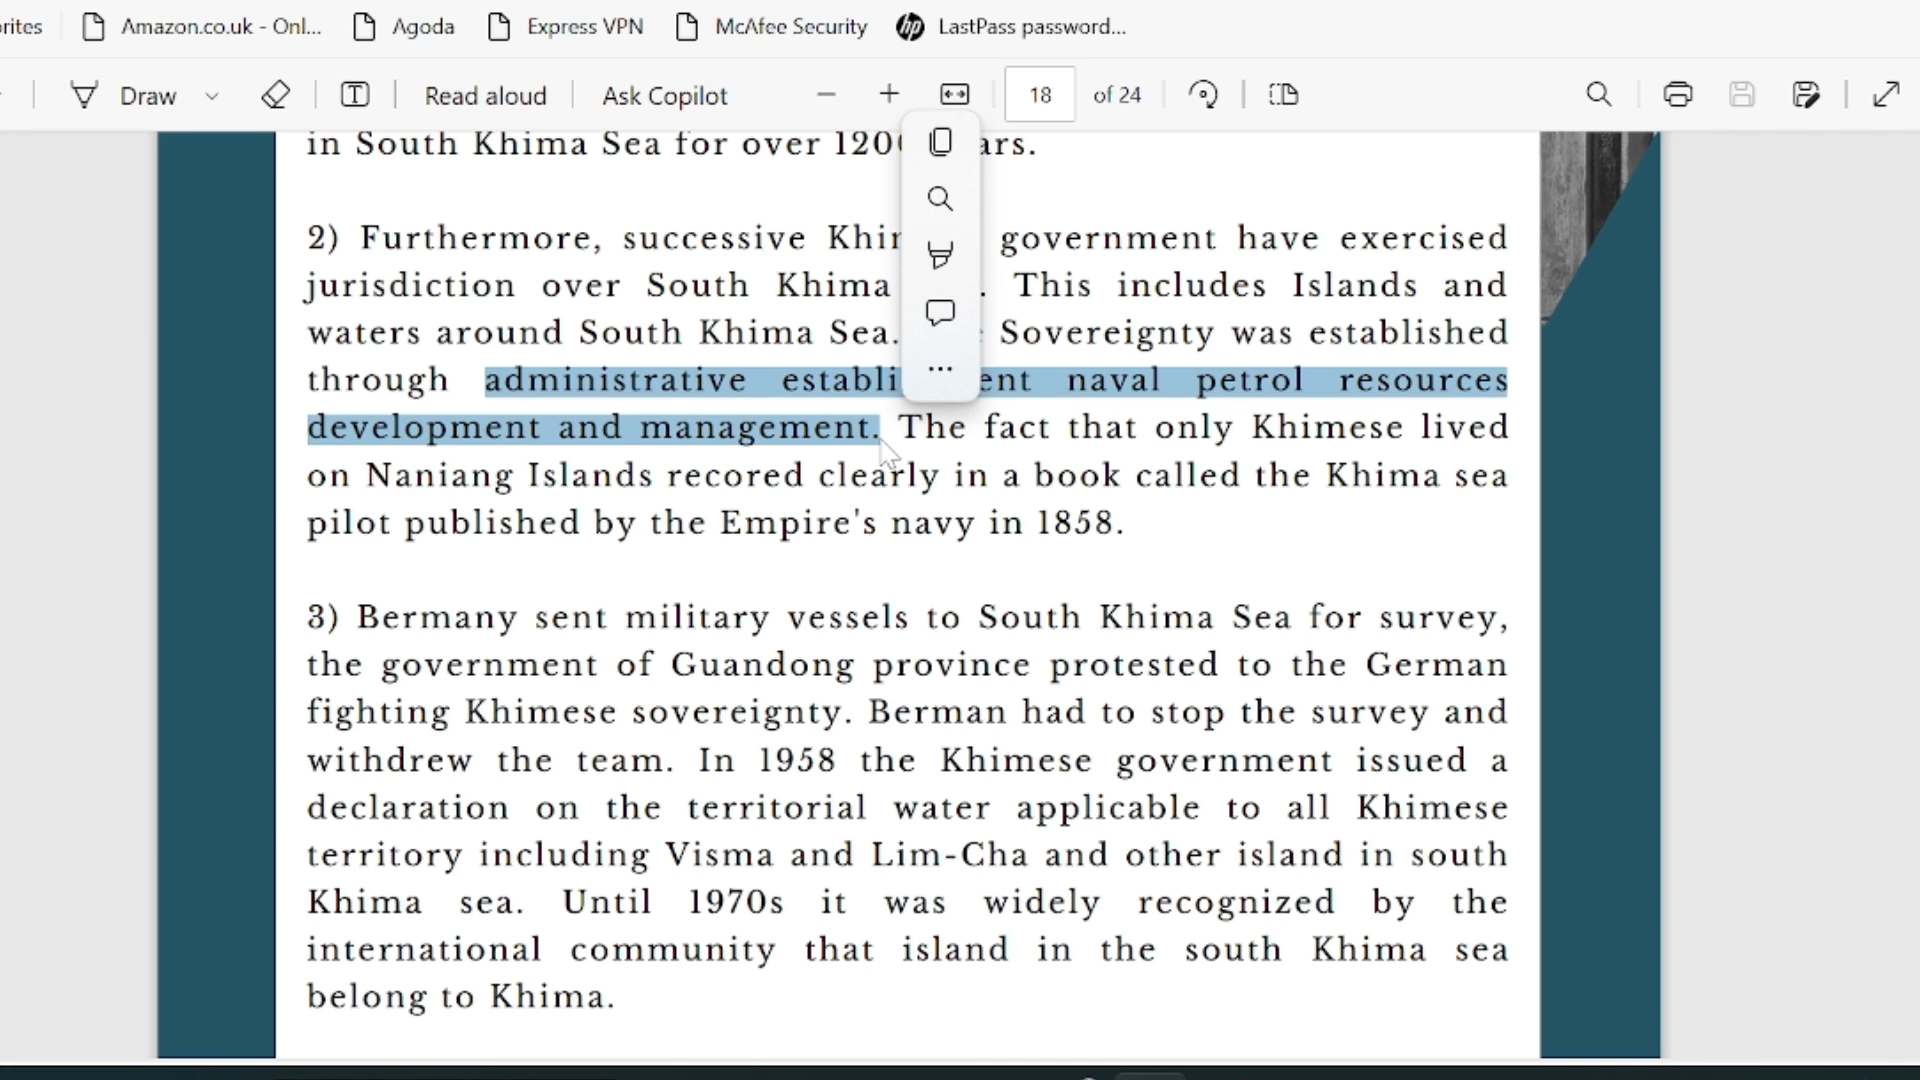 rites Amazon.co.uk - Onl... Agoda Express VPN McAfee Security hp LastPass password...
Draw Read aloud Ask Copilot 18 of 24
in South Khima Sea for over 120 ars.
2) Furthermore, successive Khi government have exercised
jurisdiction over South Khima . This includes Islands and
waters around South Khima Sea. Sovereignty was established
through administrative establi ent naval petrol resources
development and management. The fact that only Khimese lived
on Naniang Islands recored clearly in a book called the Khima sea
pilot published by the Empire's navy in 1858.
3) Bermany sent military vessels to South Khima Sea for survey,
the government of Guandong province protested to the German
fighting Khimese sovereignty. Berman had to stop the survey and
withdrew the team. In 1958 the Khimese government issued a
declaration on the territorial water applicable to all Khimese
territory including Visma and Lim-Cha and other island in south
Khima sea. Until 1970s it was widely recognized by the
international community that island in the south Khima sea
belong to Khima.